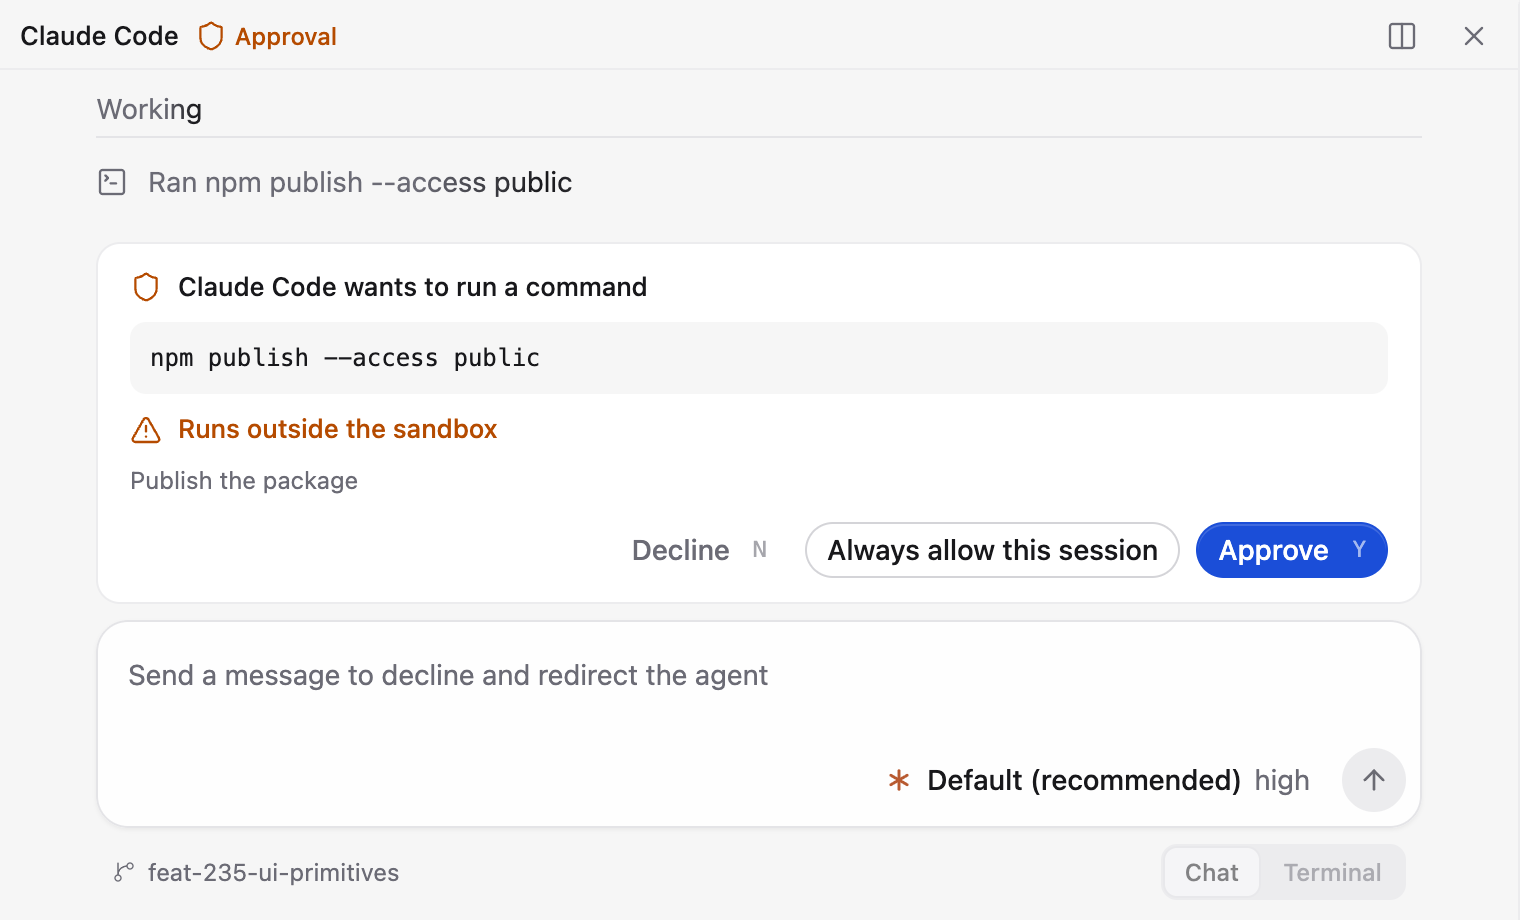 Claude Code Approval
Working
Ran npm publish --access public
Claude Code wants to run a command
npm publish --access public
Runs outside the sandbox
Publish the package
Decline N Always allow this session Approve Y
Send a message to decline and redirect the agent
Default (recommended) high
feat-235-ui-primitives Chat Terminal